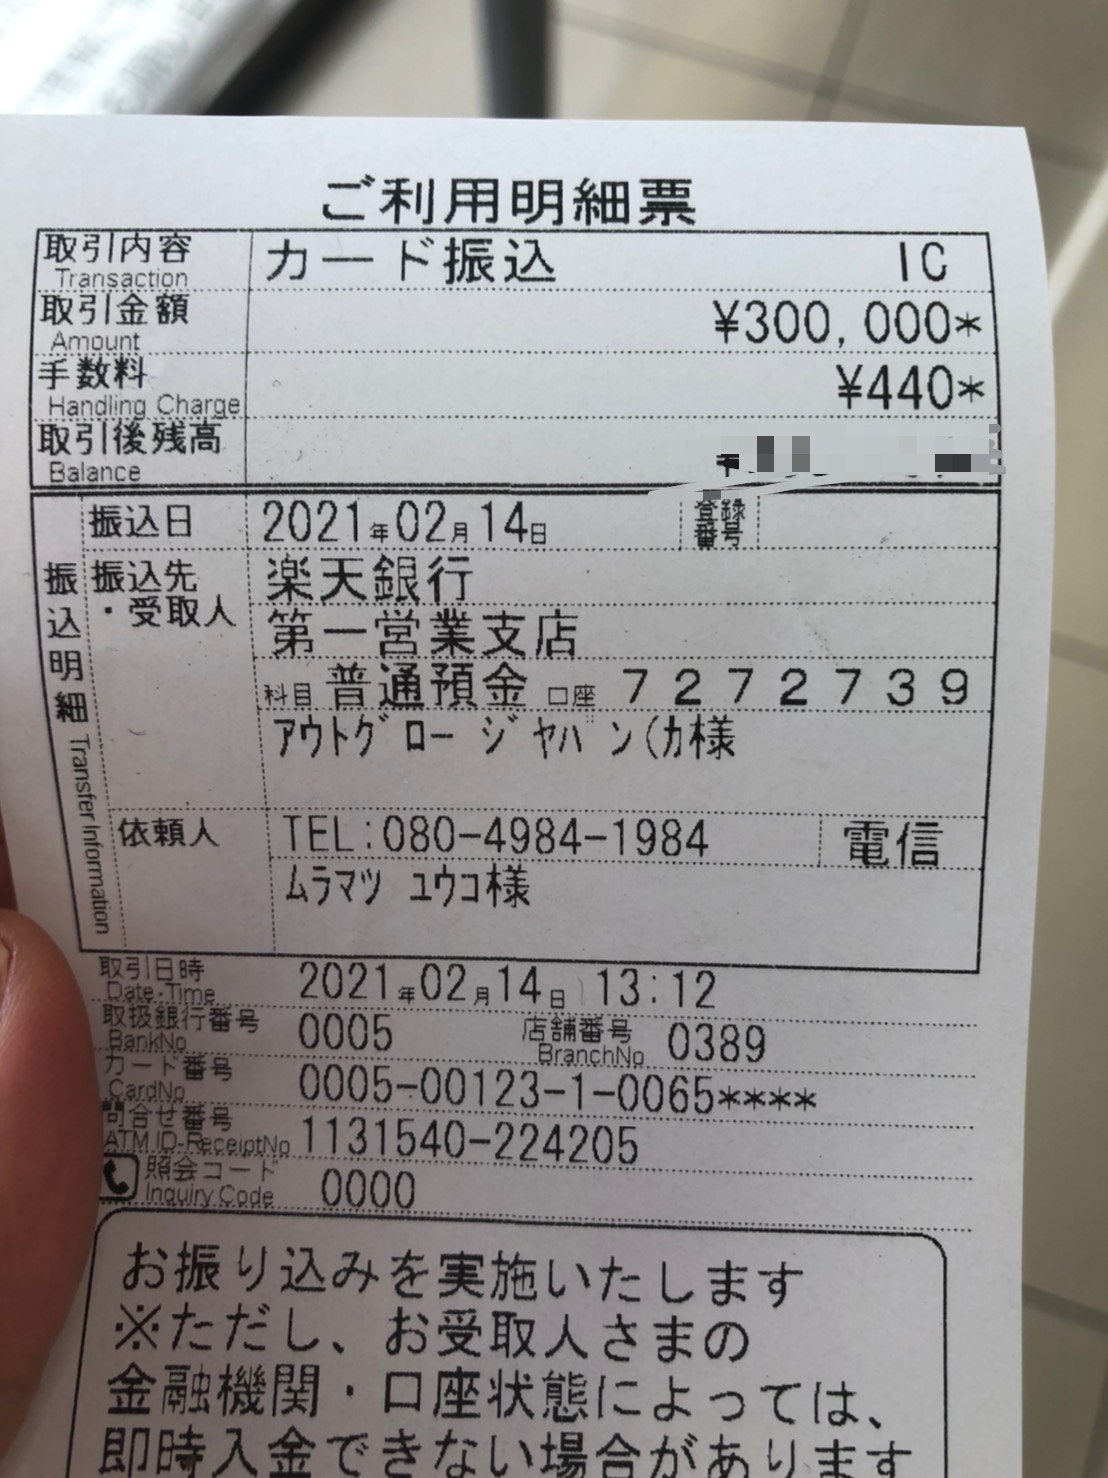 ご利用明細票
取引内容 カード振込 IC
Transaction
取引金額 ¥300,000*
Amount
手数料 ¥440*
Handling Charge
取引後残高
Balance
振込明細 Transfer Information
振込日 2021年02月14日 登録番号
振込先・受取人 楽天銀行
第一営業支店
科目 普通預金 口座 7272739
アウトグロージャパン(カ様
依頼人 TEL:080-4984-1984 電信
ムラマツ ユウコ様
取引日時 2021年02月14日 13:12
Date・Time
取扱銀行番号 0005 店舗番号 0389
BankNo BranchNo
カード番号 0005-00123-1-0065****
CardNo
問合せ番号 1131540-224205
ATM ID-ReceiptNo
照会コード 0000
Inquiry Code
お振り込みを実施いたします
※ただし、お受取人さまの
金融機関・口座状態によっては、
即時入金できない場合があります